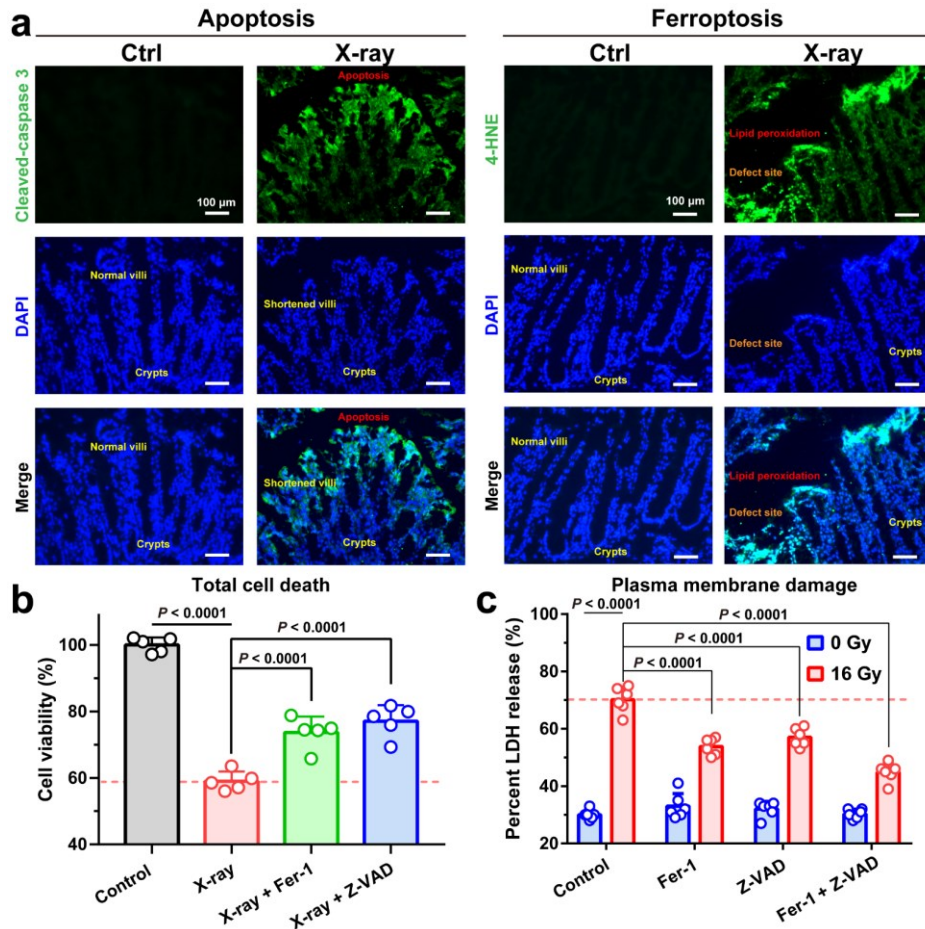 a
Apoptosis
Ferroptosis
Ctrl
X-ray
Ctrl
X-ray
Cleaved-caspase 3
100 µm
Apoptosis
4-HNE
100 µm
Lipid peroxidation
Defect site
DAPI
Normal villi
Crypts
Shortened villi
DAPI
Normal villi
Crypts
Defect site
Crypts
Merge
Normal villi
Crypts
Apoptosis
Shortened villi
Merge
Normal villi
Crypts
Lipid peroxidation
Defect site
Crypts
b
Total cell death
Cell viability (%)
100
80
60
40
P < 0.0001
P < 0.0001
P < 0.0001
Control
X-ray
X-ray + Fer-1
X-ray + Z-VAD
c
Plasma membrane damage
Percent LDH release (%)
100
80
60
40
20
P < 0.0001
P < 0.0001
P < 0.0001
P < 0.0001
0 Gy
16 Gy
Control
Fer-1
Z-VAD
Fer-1 + Z-VAD